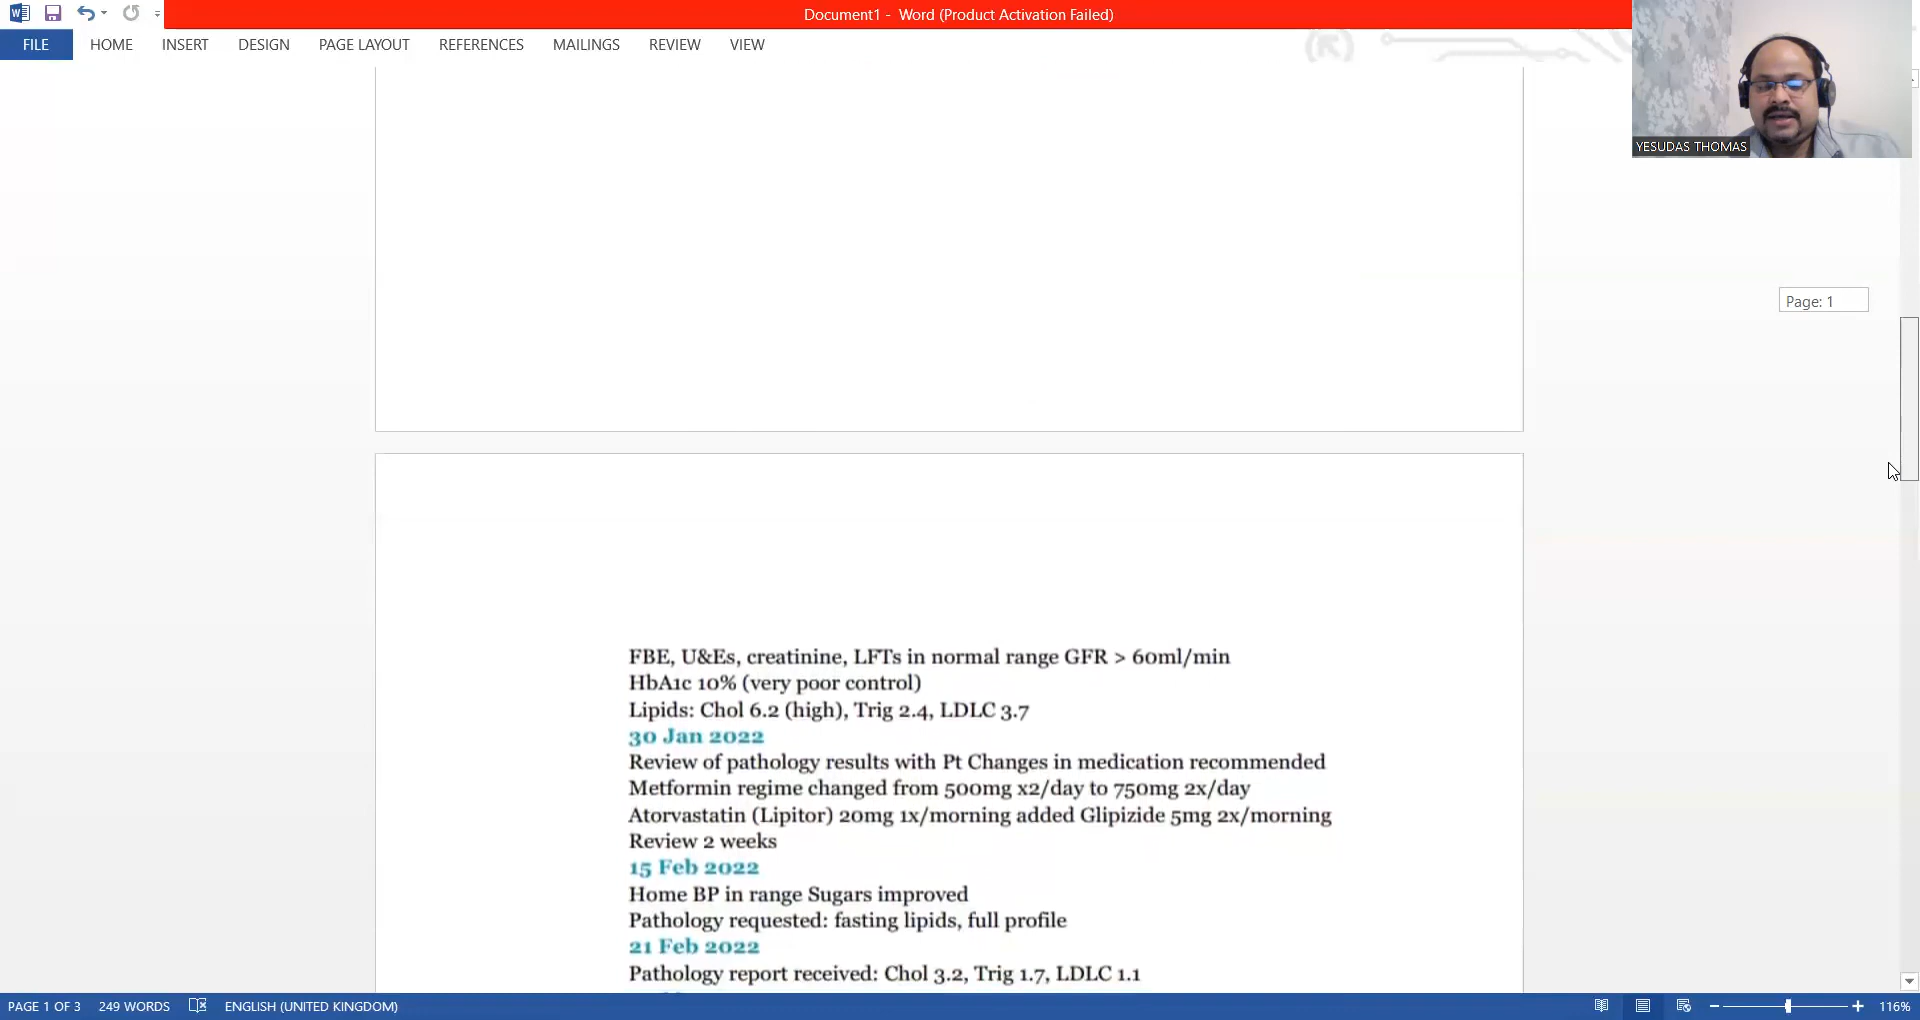 Document1 - Word (Product Activation Failed)
FILE HOME INSERT DESIGN PAGE LAYOUT REFERENCES MAILINGS REVIEW VIEW
YESUDAS THOMAS
Page: 1
FBE, U&Es, creatinine, LFTs in normal range GFR > 60ml/min
HbA1c 10% (very poor control)
Lipids: Chol 6.2 (high), Trig 2.4, LDLC 3.7
30 Jan 2022
Review of pathology results with Pt Changes in medication recommended
Metformin regime changed from 500mg x2/day to 750mg 2x/day
Atorvastatin (Lipitor) 20mg 1x/morning added Glipizide 5mg 2x/morning
Review 2 weeks
15 Feb 2022
Home BP in range Sugars improved
Pathology requested: fasting lipids, full profile
21 Feb 2022
Pathology report received: Chol 3.2, Trig 1.7, LDLC 1.1
PAGE 1 OF 3 249 WORDS ENGLISH (UNITED KINGDOM) 116%